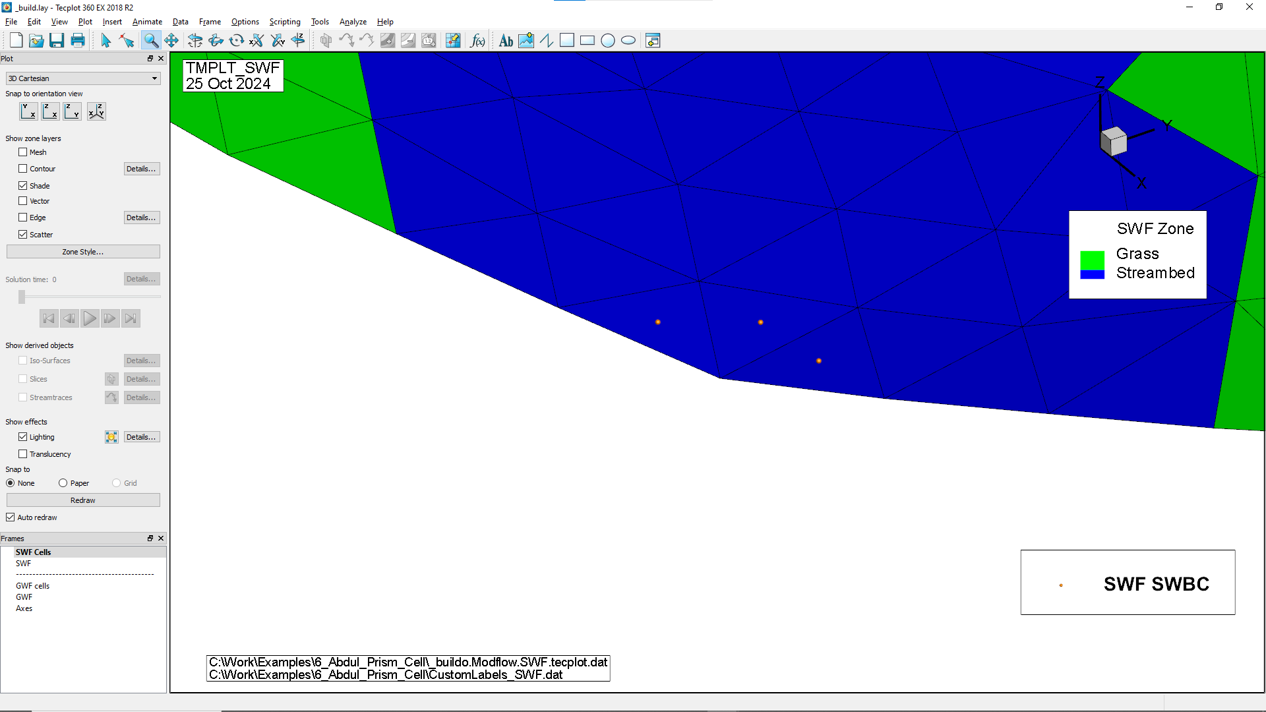 _build.lay - Tecplot 360 EX 2018 R2
File Edit View Plot Insert Animate Data Frame Options Scripting Tools Analyze Help
Plot
3D Cartesian
Snap to orientation view
Show zone layers
Mesh
Contour Details...
Shade
Vector
Edge Details...
Scatter
Zone Style...
Solution time: 0 Details...
Show derived objects
Iso-Surfaces Details...
Slices Details...
Streamtraces Details...
Show effects
Lighting Details...
Translucency
Snap to
None Paper Grid
Redraw
Auto redraw
Frames
SWF Cells
SWF
GWF cells
GWF
Axes
TMPLT_SWF
25 Oct 2024
Z
Y
X
SWF Zone
Grass
Streambed
SWF SWBC
C:\Work\Examples\6_Abdul_Prism_Cell\_buildo.Modflow.SWF.tecplot.dat
C:\Work\Examples\6_Abdul_Prism_Cell\CustomLabels_SWF.dat